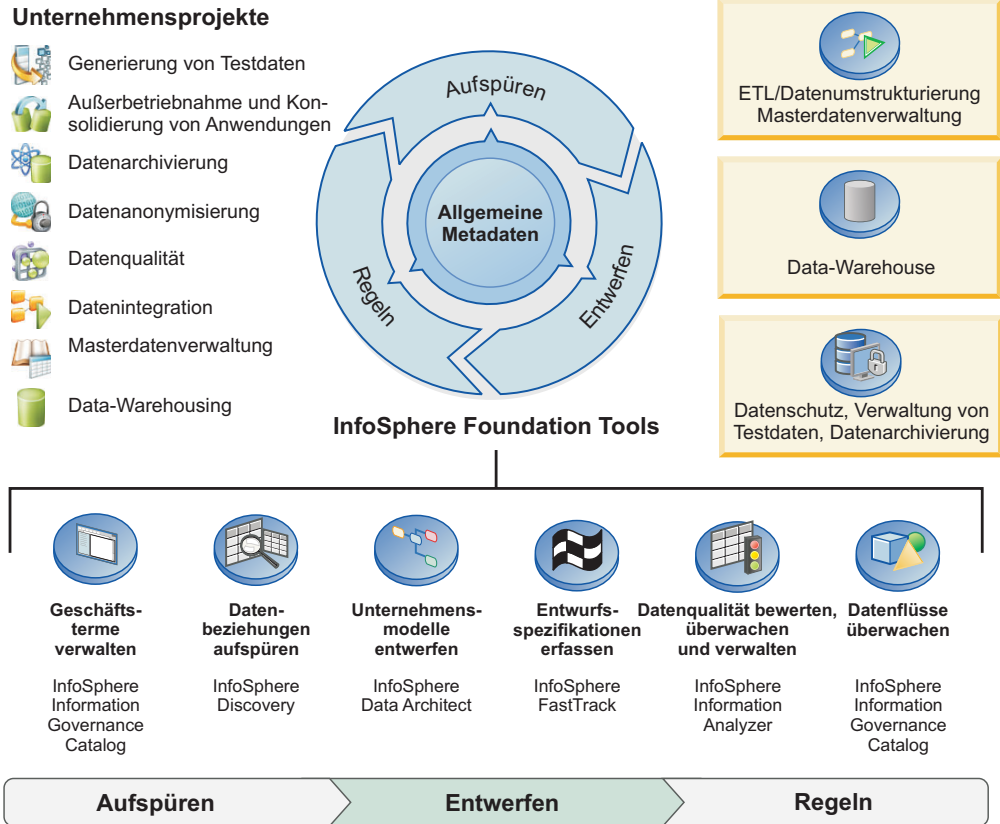 Unternehmensprojekte
Generierung von Testdaten
Außerbetriebnahme und Kon-
solidierung von Anwendungen
Datenarchivierung
Datenanonymisierung
Datenqualität
Datenintegration
Masterdatenverwaltung
Data-Warehousing
Aufspüren
Entwerfen
Regeln
Allgemeine
Metadaten
InfoSphere Foundation Tools
ETL/Datenumstrukturierung
Masterdatenverwaltung
Data-Warehouse
Datenschutz, Verwaltung von
Testdaten, Datenarchivierung
Geschäfts-
terme
verwalten
InfoSphere
Information
Governance
Catalog
Daten-
beziehungen
aufspüren
InfoSphere
Discovery
Unternehmens-
modelle
entwerfen
InfoSphere
Data Architect
Entwurfs-
spezifikationen
erfassen
InfoSphere
FastTrack
Datenqualität bewerten,
überwachen
und verwalten
InfoSphere
Information
Analyzer
Datenflüsse
überwachen
InfoSphere
Information
Governance
Catalog
Aufspüren
Entwerfen
Regeln